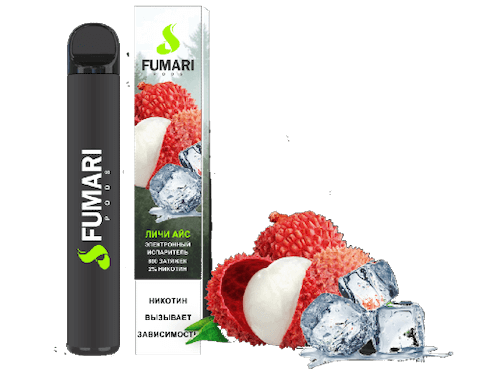 FUMARI
PODS
FUMARI
PODS
ЛИЧИ АЙС
ЭЛЕКТРОННЫЙ
ИСПАРИТЕЛЬ
800 ЗАТЯЖЕК
2% НИКОТИН
НИКОТИН
ВЫЗЫВАЕТ
ЗАВИСИМОСТЬ